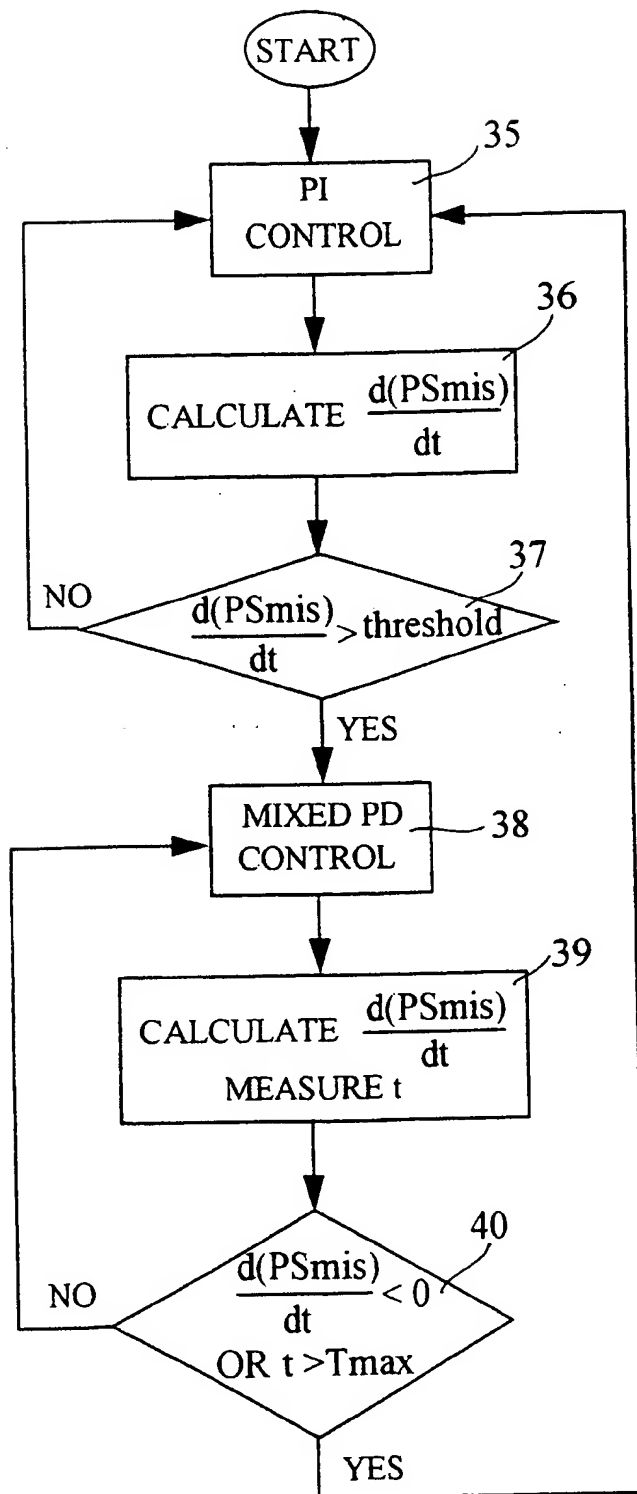 START
35
PI
CONTROL
36
CALCULATE d(PSmis)
dt
37
NO
d(PSmis)
dt
> threshold
YES
MIXED PD
CONTROL
38
39
CALCULATE d(PSmis)
dt
MEASURE t
40
NO
d(PSmis)
dt
< 0
OR t >Tmax
YES